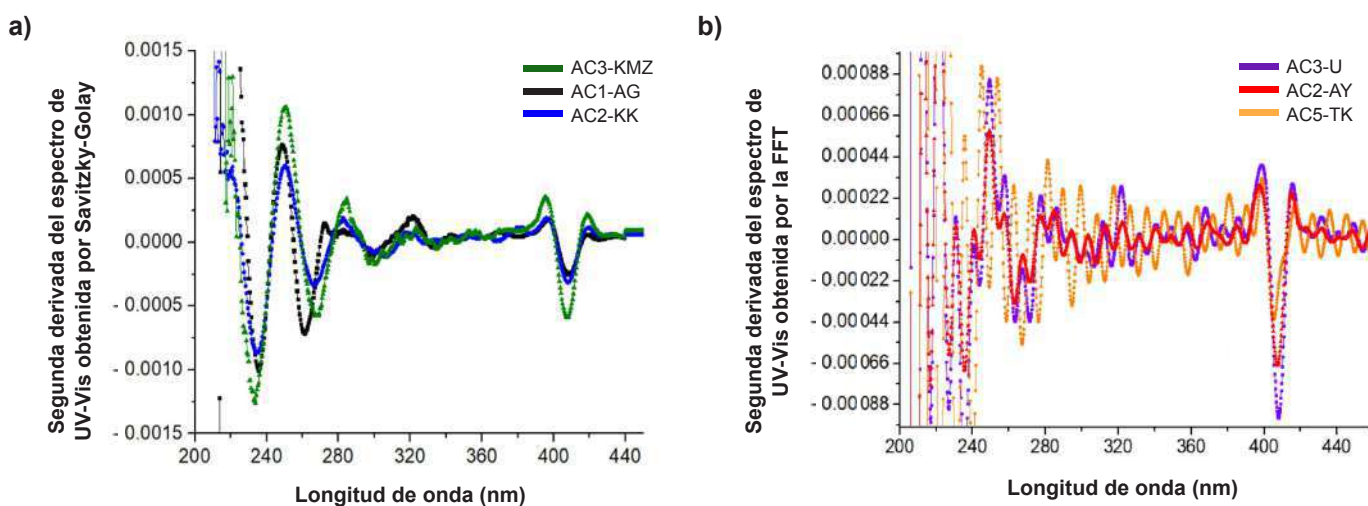 a)
Segunda derivada del espectro de
UV-Vis obtenida por Savitzky-Golay
0.0015
0.0010
0.0005
0.0000
- 0.0005
- 0.0010
- 0.0015
AC3-KMZ
AC1-AG
AC2-KK
200 240 280 320 360 400 440
Longitud de onda (nm)
b)
Segunda derivada del espectro de
UV-Vis obtenida por la FFT
0.00088
0.00066
0.00044
0.00022
0.00000
- 0.00022
- 0.00044
- 0.00066
- 0.00088
AC3-U
AC2-AY
AC5-TK
200 240 280 320 360 400 440
Longitud de onda (nm)